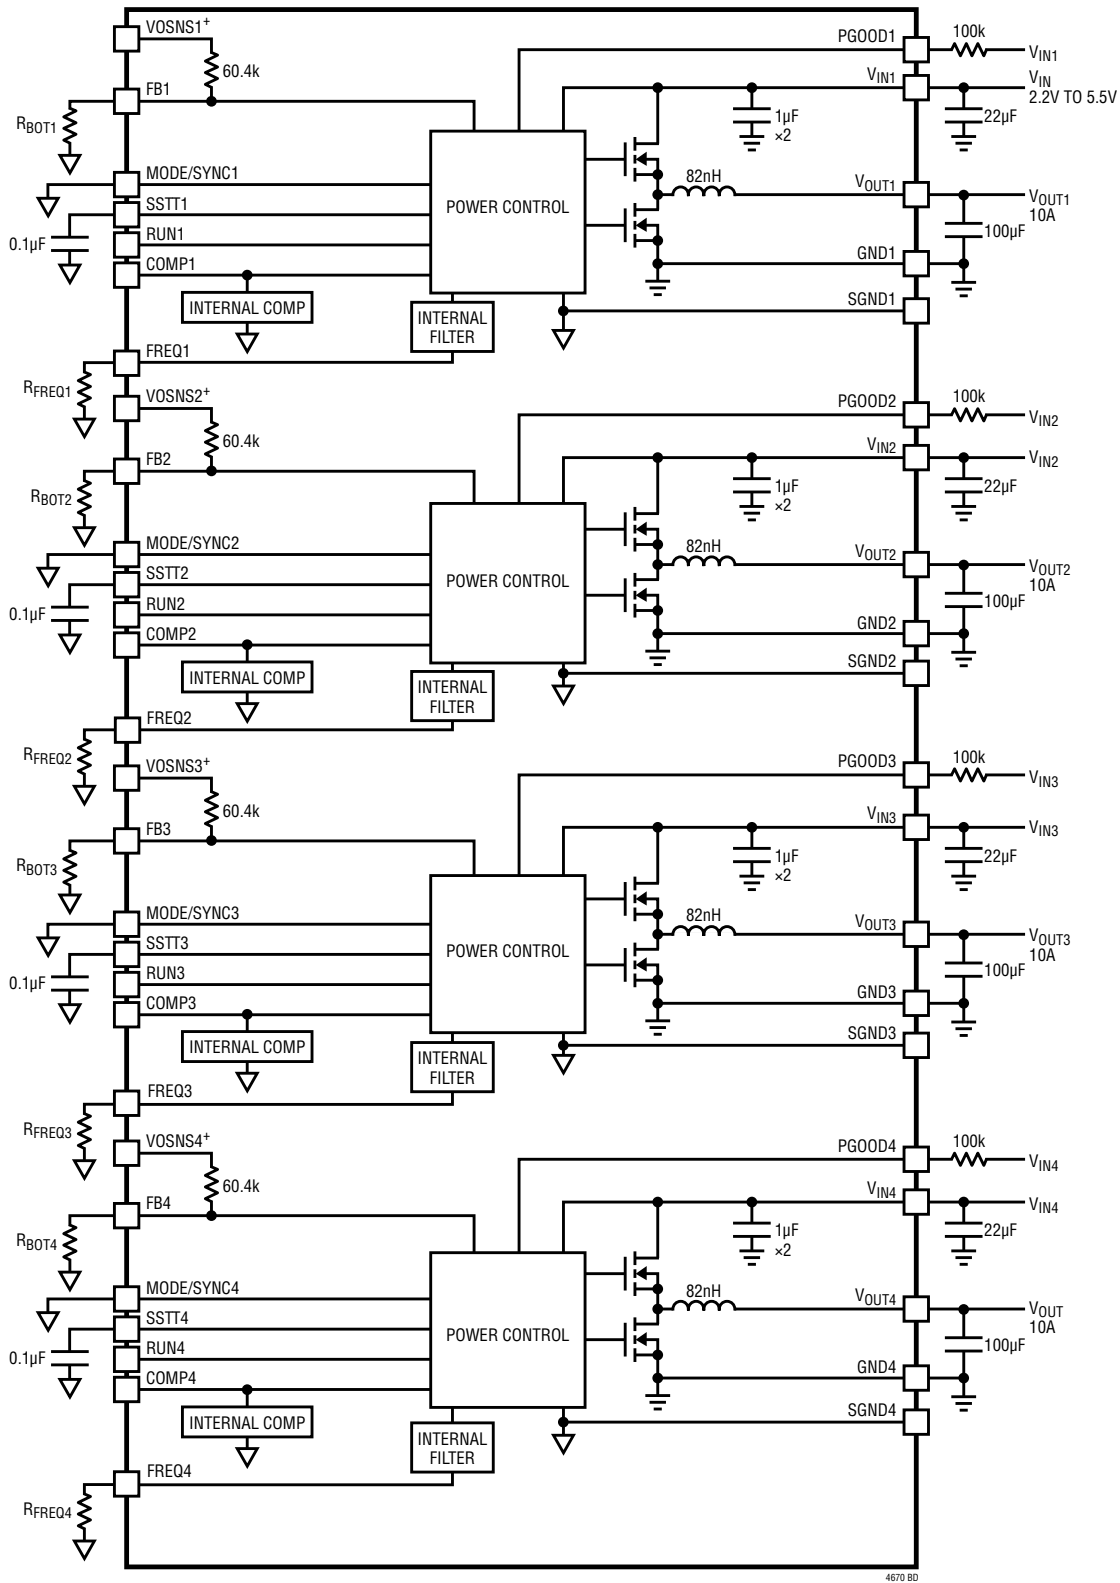 VOSNS1+
60.4k
FB1
RBOT1
MODE/SYNC1
SSTT1
0.1µF
RUN1
COMP1
INTERNAL COMP
FREQ1
RFREQ1
POWER CONTROL
INTERNAL
FILTER
PGOOD1
100k
VIN1
VIN1
VIN
2.2V TO 5.5V
1µF
×2
22µF
82nH
VOUT1
VOUT1
10A
100µF
GND1
SGND1
VOSNS2+
60.4k
FB2
RBOT2
MODE/SYNC2
SSTT2
0.1µF
RUN2
COMP2
INTERNAL COMP
FREQ2
RFREQ2
POWER CONTROL
INTERNAL
FILTER
PGOOD2
100k
VIN2
VIN2
VIN2
1µF
×2
22µF
82nH
VOUT2
VOUT2
10A
100µF
GND2
SGND2
VOSNS3+
60.4k
FB3
RBOT3
MODE/SYNC3
SSTT3
0.1µF
RUN3
COMP3
INTERNAL COMP
FREQ3
RFREQ3
POWER CONTROL
INTERNAL
FILTER
PGOOD3
100k
VIN3
VIN3
VIN3
1µF
×2
22µF
82nH
VOUT3
VOUT3
10A
100µF
GND3
SGND3
VOSNS4+
60.4k
FB4
RBOT4
MODE/SYNC4
SSTT4
0.1µF
RUN4
COMP4
INTERNAL COMP
FREQ4
RFREQ4
POWER CONTROL
INTERNAL
FILTER
PGOOD4
100k
VIN4
VIN4
VIN4
1µF
×2
22µF
82nH
VOUT4
VOUT
10A
100µF
GND4
SGND4
4670 BD